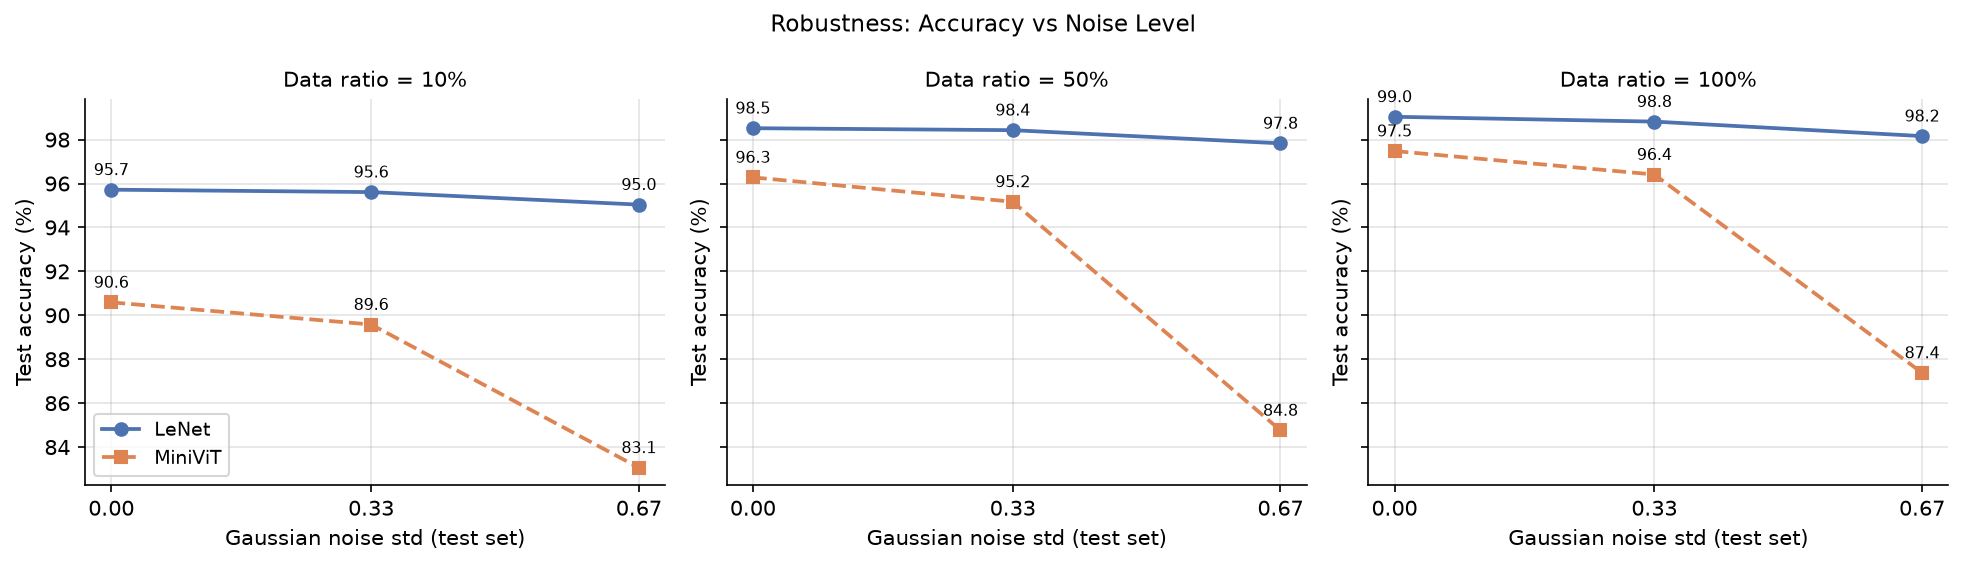 Robustness: Accuracy vs Noise Level
Data ratio = 10%
Test accuracy (%)
98
96
94
92
90
88
86
84
95.7
95.6
95.0
90.6
89.6
83.1
LeNet
MiniViT
0.00
0.33
0.67
Gaussian noise std (test set)
Data ratio = 50%
Test accuracy (%)
98.5
98.4
97.8
96.3
95.2
84.8
0.00
0.33
0.67
Gaussian noise std (test set)
Data ratio = 100%
Test accuracy (%)
99.0
98.8
98.2
97.5
96.4
87.4
0.00
0.33
0.67
Gaussian noise std (test set)